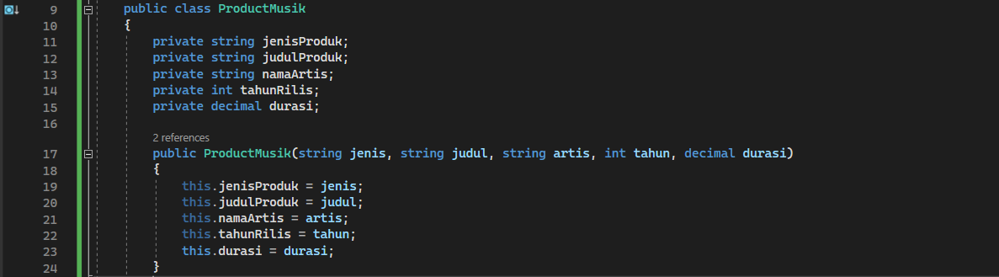 9 public class ProductMusik
10 {
11 private string jenisProduk;
12 private string judulProduk;
13 private string namaArtis;
14 private int tahunRilis;
15 private decimal durasi;
16
2 references
17 public ProductMusik(string jenis, string judul, string artis, int tahun, decimal durasi)
18 {
19 this.jenisProduk = jenis;
20 this.judulProduk = judul;
21 this.namaArtis = artis;
22 this.tahunRilis = tahun;
23 this.durasi = durasi;
24 }